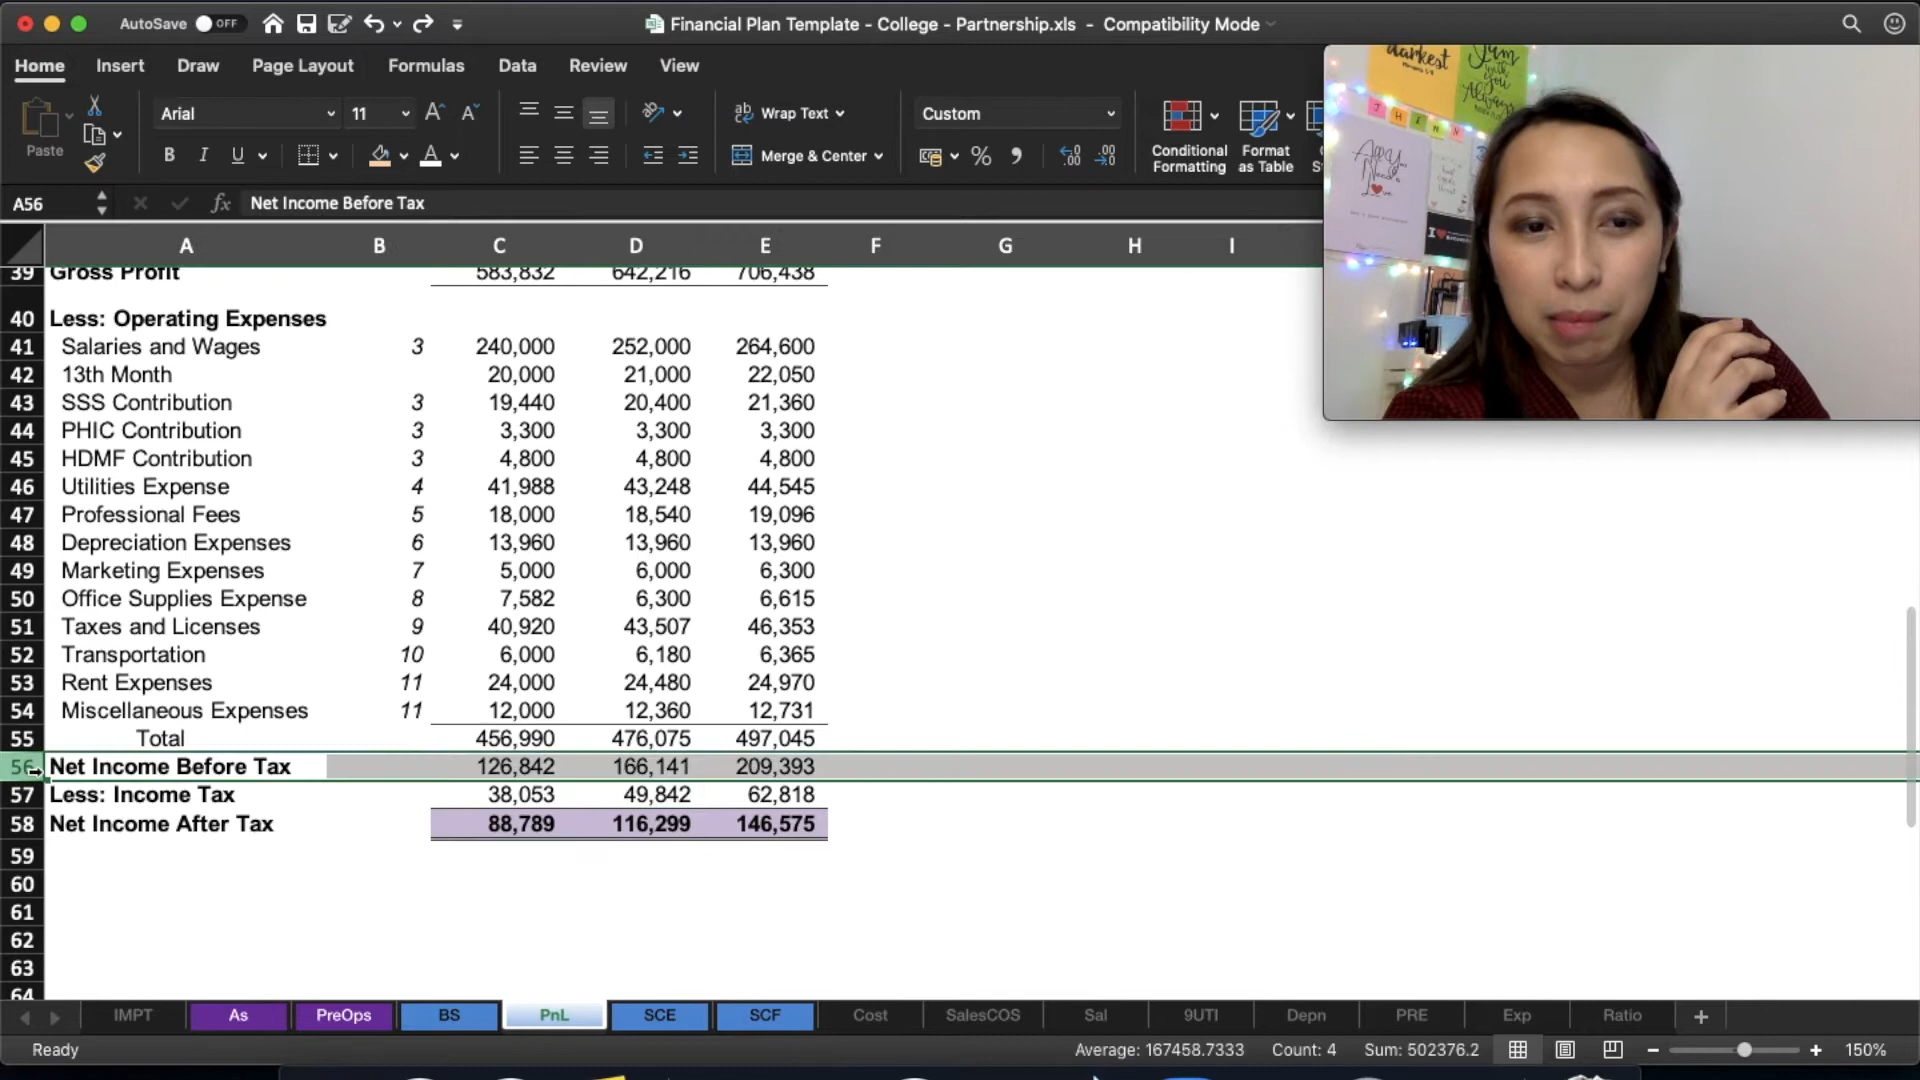 AutoSave OFF
Financial Plan Template - College - Partnership.xls - Compatibility Mode
Home Insert Draw Page Layout Formulas Data Review View
Paste
Arial 11
B I U
Wrap Text
Merge & Center
Custom
Conditional Formatting
Format as Table
A56 fx Net Income Before Tax
A B C D E F G H I
39 Gross Profit 583,832 642,216 706,438
40 Less: Operating Expenses
41 Salaries and Wages 3 240,000 252,000 264,600
42 13th Month 20,000 21,000 22,050
43 SSS Contribution 3 19,440 20,400 21,360
44 PHIC Contribution 3 3,300 3,300 3,300
45 HDMF Contribution 3 4,800 4,800 4,800
46 Utilities Expense 4 41,988 43,248 44,545
47 Professional Fees 5 18,000 18,540 19,096
48 Depreciation Expenses 6 13,960 13,960 13,960
49 Marketing Expenses 7 5,000 6,000 6,300
50 Office Supplies Expense 8 7,582 6,300 6,615
51 Taxes and Licenses 9 40,920 43,507 46,353
52 Transportation 10 6,000 6,180 6,365
53 Rent Expenses 11 24,000 24,480 24,970
54 Miscellaneous Expenses 11 12,000 12,360 12,731
55 Total 456,990 476,075 497,045
56 Net Income Before Tax 126,842 166,141 209,393
57 Less: Income Tax 38,053 49,842 62,818
58 Net Income After Tax 88,789 116,299 146,575
59
60
61
62
63
64
darkest
with
you
Always
All You
Need is
Love
IMPT As PreOps BS PnL SCE SCF Cost SalesCOS Sal 9UTI Depn PRE Exp Ratio
Ready Average: 167458.7333 Count: 4 Sum: 502376.2 150%